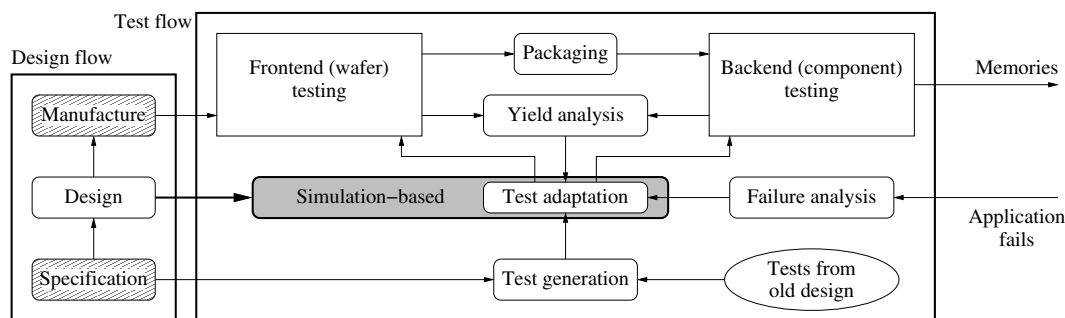 Test flow
Design flow
Frontend (wafer)
testing
Packaging
Backend (component)
testing
Memories
Manufacture
Yield analysis
Design
Simulation−based
Test adaptation
Failure analysis
Application
fails
Specification
Test generation
Tests from
old design